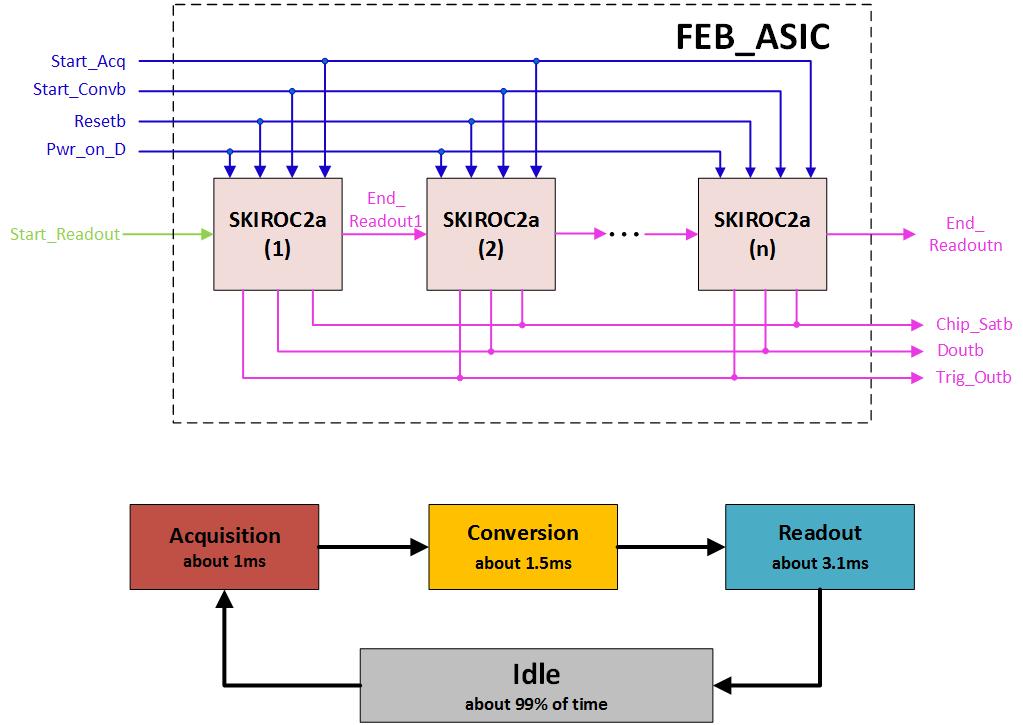 FEB_ASIC
Start_Acq
Start_Convb
Resetb
Pwr_on_D
Start_Readout
SKIROC2a
(1)
End_
Readout1
SKIROC2a
(2)
...
SKIROC2a
(n)
End_
Readoutn
Chip_Satb
Doutb
Trig_Outb
Acquisition
about 1ms
Conversion
about 1.5ms
Readout
about 3.1ms
Idle
about 99% of time